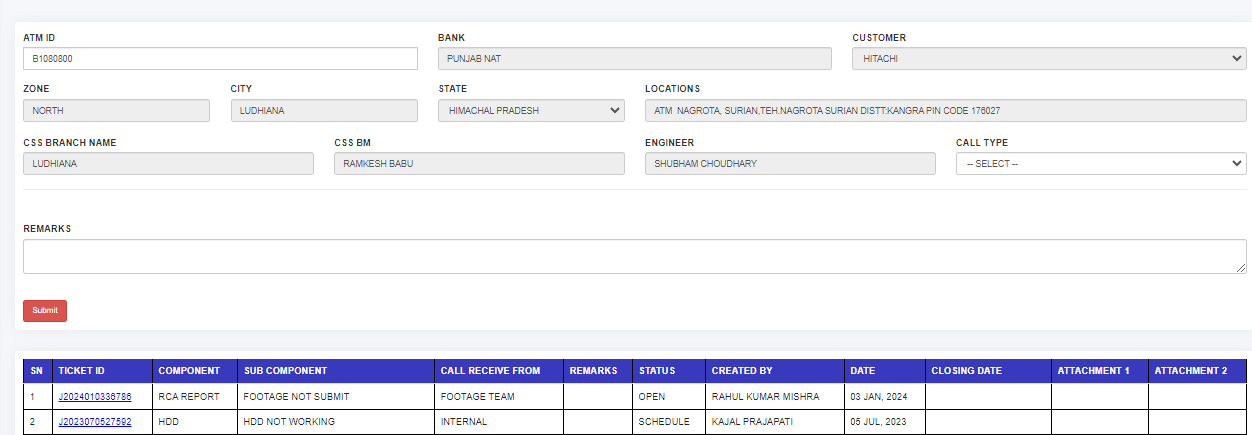 ATM ID BANK CUSTOMER
B1080800 PUNJAB NAT HITACHI
ZONE CITY STATE LOCATIONS
NORTH LUDHIANA HIMACHAL PRADESH ATM NAGROTA, SURIAN,TEH.NAGROTA SURIAN DISTT:KANGRA PIN CODE 176027
CSS BRANCH NAME CSS BM ENGINEER CALL TYPE
LUDHIANA RAMKESH BABU SHUBHAM CHOUDHARY -- SELECT --
REMARKS
Submit
SN TICKET ID COMPONENT SUB COMPONENT CALL RECEIVE FROM REMARKS STATUS CREATED BY DATE CLOSING DATE ATTACHMENT 1 ATTACHMENT 2
1 J2024010336786 RCA REPORT FOOTAGE NOT SUBMIT FOOTAGE TEAM OPEN RAHUL KUMAR MISHRA 03 JAN, 2024
2 J2023070527592 HDD HDD NOT WORKING INTERNAL SCHEDULE KAJAL PRAJAPATI 05 JUL, 2023